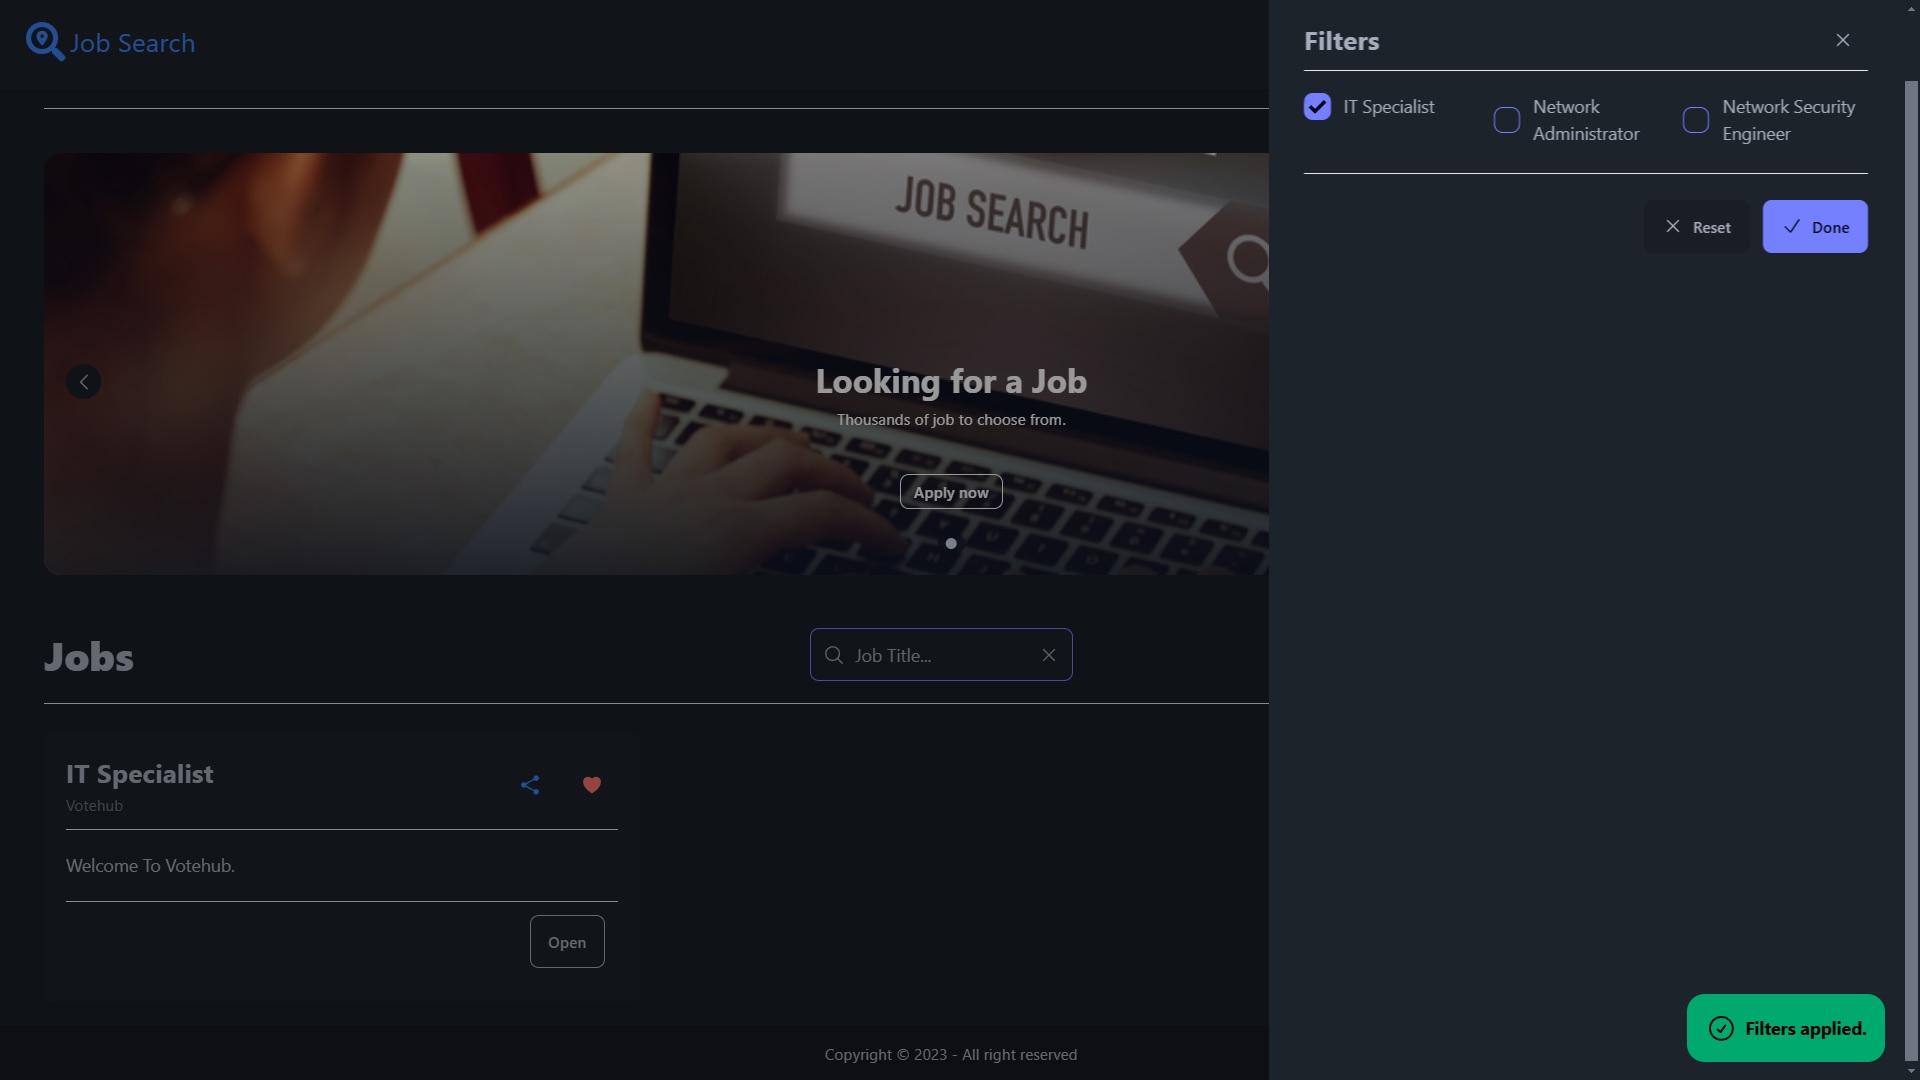 Job Search
Filters
IT Specialist
Network
Administrator
Network Security
Engineer
Reset
Done
JOB SEARCH
Looking for a Job
Thousands of job to choose from.
Apply now
Jobs
Job Title...
IT Specialist
Votehub
Welcome To Votehub.
Open
Filters applied.
Copyright © 2023 - All right reserved